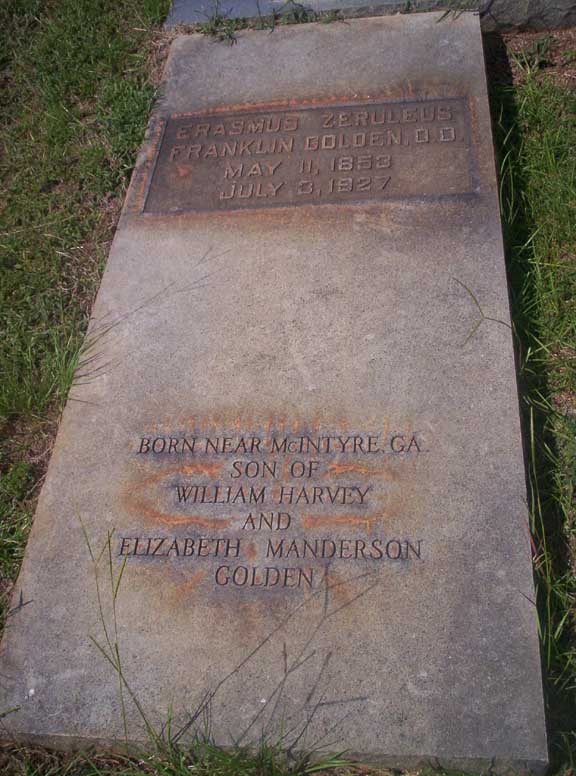 ERASMUS ZERULEUS
FRANKLIN GOLDEN, D.D.
MAY 11, 1853
JULY 3, 1927
BORN NEAR McINTYRE, GA.
SON OF
WILLIAM HARVEY
AND
ELIZABETH MANDERSON
GOLDEN